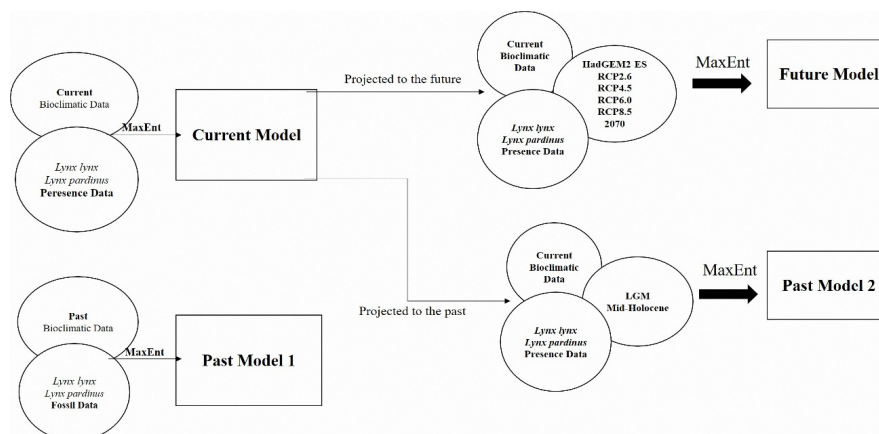 Current
Bioclimatic Data
MaxEnt
Lynx lynx
Lynx pardinus
Peresence Data
Current Model
Projected to the future
Current
Bioclimatic
Data
HadGEM2 ES
RCP2.6
RCP4.5
RCP6.0
RCP8.5
2070
Lynx lynx
Lynx pardinus
Presence Data
MaxEnt
Future Model
Projected to the past
Current
Bioclimatic
Data
LGM
Mid-Holocene
Lynx lynx
Lynx pardinus
Presence Data
MaxEnt
Past Model 2
Past
Bioclimatic Data
MaxEnt
Lynx lynx
Lynx pardinus
Fossil Data
Past Model 1